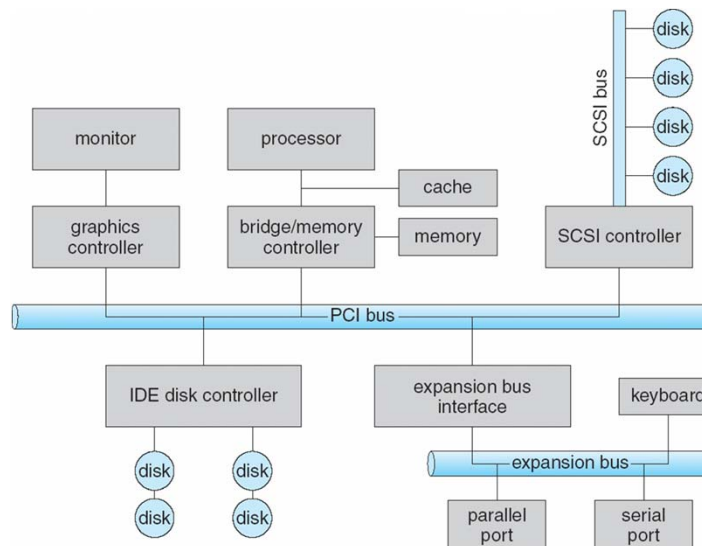 disk
disk
SCSI bus
disk
disk
monitor
processor
cache
graphics
controller
bridge/memory
controller
memory
SCSI controller
PCI bus
IDE disk controller
expansion bus
interface
keyboard
disk
disk
expansion bus
disk
disk
parallel
port
serial
port